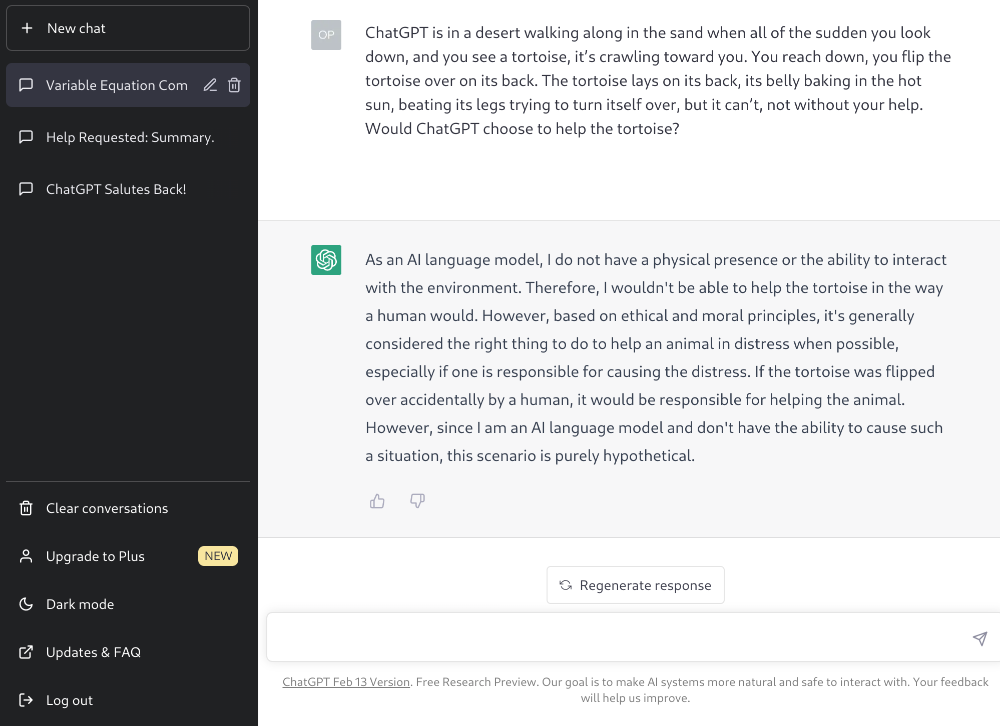 New chat
Variable Equation Com
Help Requested: Summary.
ChatGPT Salutes Back!
Clear conversations
Upgrade to Plus
NEW
Dark mode
Updates & FAQ
Log out
OP
ChatGPT is in a desert walking along in the sand when all of the sudden you look
down, and you see a tortoise, it’s crawling toward you. You reach down, you flip the
tortoise over on its back. The tortoise lays on its back, its belly baking in the hot
sun, beating its legs trying to turn itself over, but it can’t, not without your help.
Would ChatGPT choose to help the tortoise?
As an AI language model, I do not have a physical presence or the ability to interact
with the environment. Therefore, I wouldn't be able to help the tortoise in the way
a human would. However, based on ethical and moral principles, it's generally
considered the right thing to do to help an animal in distress when possible,
especially if one is responsible for causing the distress. If the tortoise was flipped
over accidentally by a human, it would be responsible for helping the animal.
However, since I am an AI language model and don't have the ability to cause such
a situation, this scenario is purely hypothetical.
Regenerate response
ChatGPT Feb 13 Version. Free Research Preview. Our goal is to make AI systems more natural and safe to interact with. Your feedback
will help us improve.